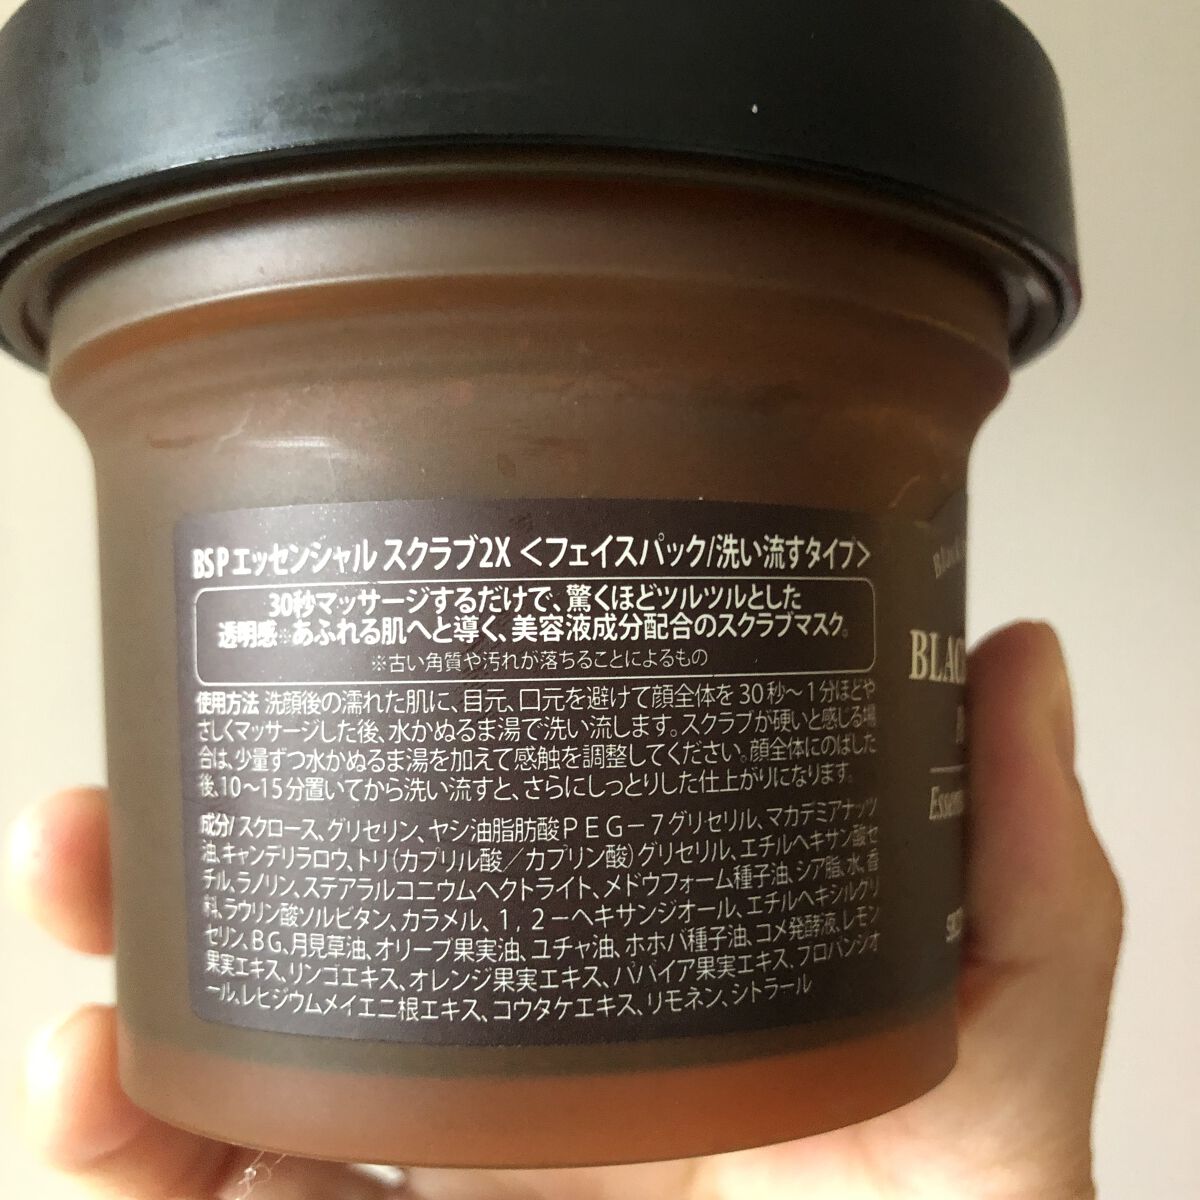 BS P エッセンシャル スクラブ2X ＜フェイスパック/洗い流すタイプ＞
30秒マッサージするだけで、驚くほどツルツルとした
透明感※あふれる肌へと導く、美容液成分配合のスクラブマスク。
※古い角質や汚れが落ちることによるもの
使用方法 洗顔後の濡れた肌に、目元、口元を避けて顔全体を30秒～1分ほどや
さしくマッサージした後、水かぬるま湯で洗い流します。スクラブが硬いと感じる場
合は、少量ずつ水かぬるま湯を加えて感触を調整してください。顔全体にのばした
後、10～15分置いてから洗い流すと、さらにしっとりした仕上がりになります。
成分/スクロース、グリセリン、ヤシ油脂肪酸ＰＥＧ－７グリセリル、マカデミアナッツ
油、キャンデリラロウ、トリ（カプリル酸／カプリン酸）グリセリル、エチルヘキサン酸セ
チル、ラノリン、ステアラルコニウムヘクトライト、メドウフォーム種子油、シア脂、水、香
料、ラウリン酸ソルビタン、カラメル、１，２－ヘキサンジオール、エチルヘキシルグリ
セリン、ＢＧ、月見草油、オリーブ果実油、ユチャ油、ホホバ種子油、コメ発酵液、レモン
果実エキス、リンゴエキス、オレンジ果実エキス、パパイア果実エキス、プロパンジオ
ール、レヒジウムメイエニ根エキス、コウタケエキス、リモネン、シトラール
Black
BLAC
Essen